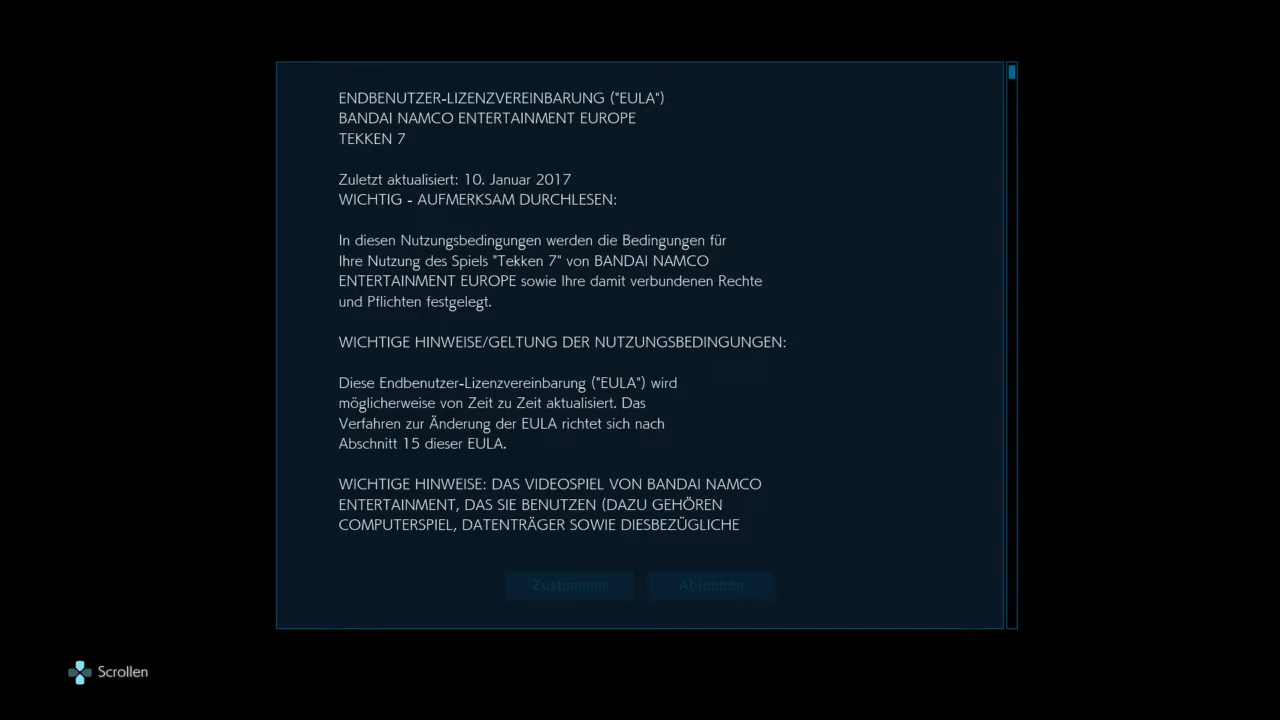 ENDBENUTZER-LIZENZVEREINBARUNG ("EULA")
BANDAI NAMCO ENTERTAINMENT EUROPE
TEKKEN 7
Zuletzt aktualisiert: 10. Januar 2017
WICHTIG - AUFMERKSAM DURCHLESEN:
In diesen Nutzungsbedingungen werden die Bedingungen für
Ihre Nutzung des Spiels "Tekken 7" von BANDAI NAMCO
ENTERTAINMENT EUROPE sowie Ihre damit verbundenen Rechte
und Pflichten festgelegt.
WICHTIGE HINWEISE/GELTUNG DER NUTZUNGSBEDINGUNGEN:
Diese Endbenutzer-Lizenzvereinbarung ("EULA") wird
möglicherweise von Zeit zu Zeit aktualisiert. Das
Verfahren zur Änderung der EULA richtet sich nach
Abschnitt 15 dieser EULA.
WICHTIGE HINWEISE: DAS VIDEOSPIEL VON BANDAI NAMCO
ENTERTAINMENT, DAS SIE BENUTZEN (DAZU GEHÖREN
COMPUTERSPIEL, DATENTRÄGER SOWIE DIESBEZÜGLICHE
Zustimmen Ablehnen
Scrollen